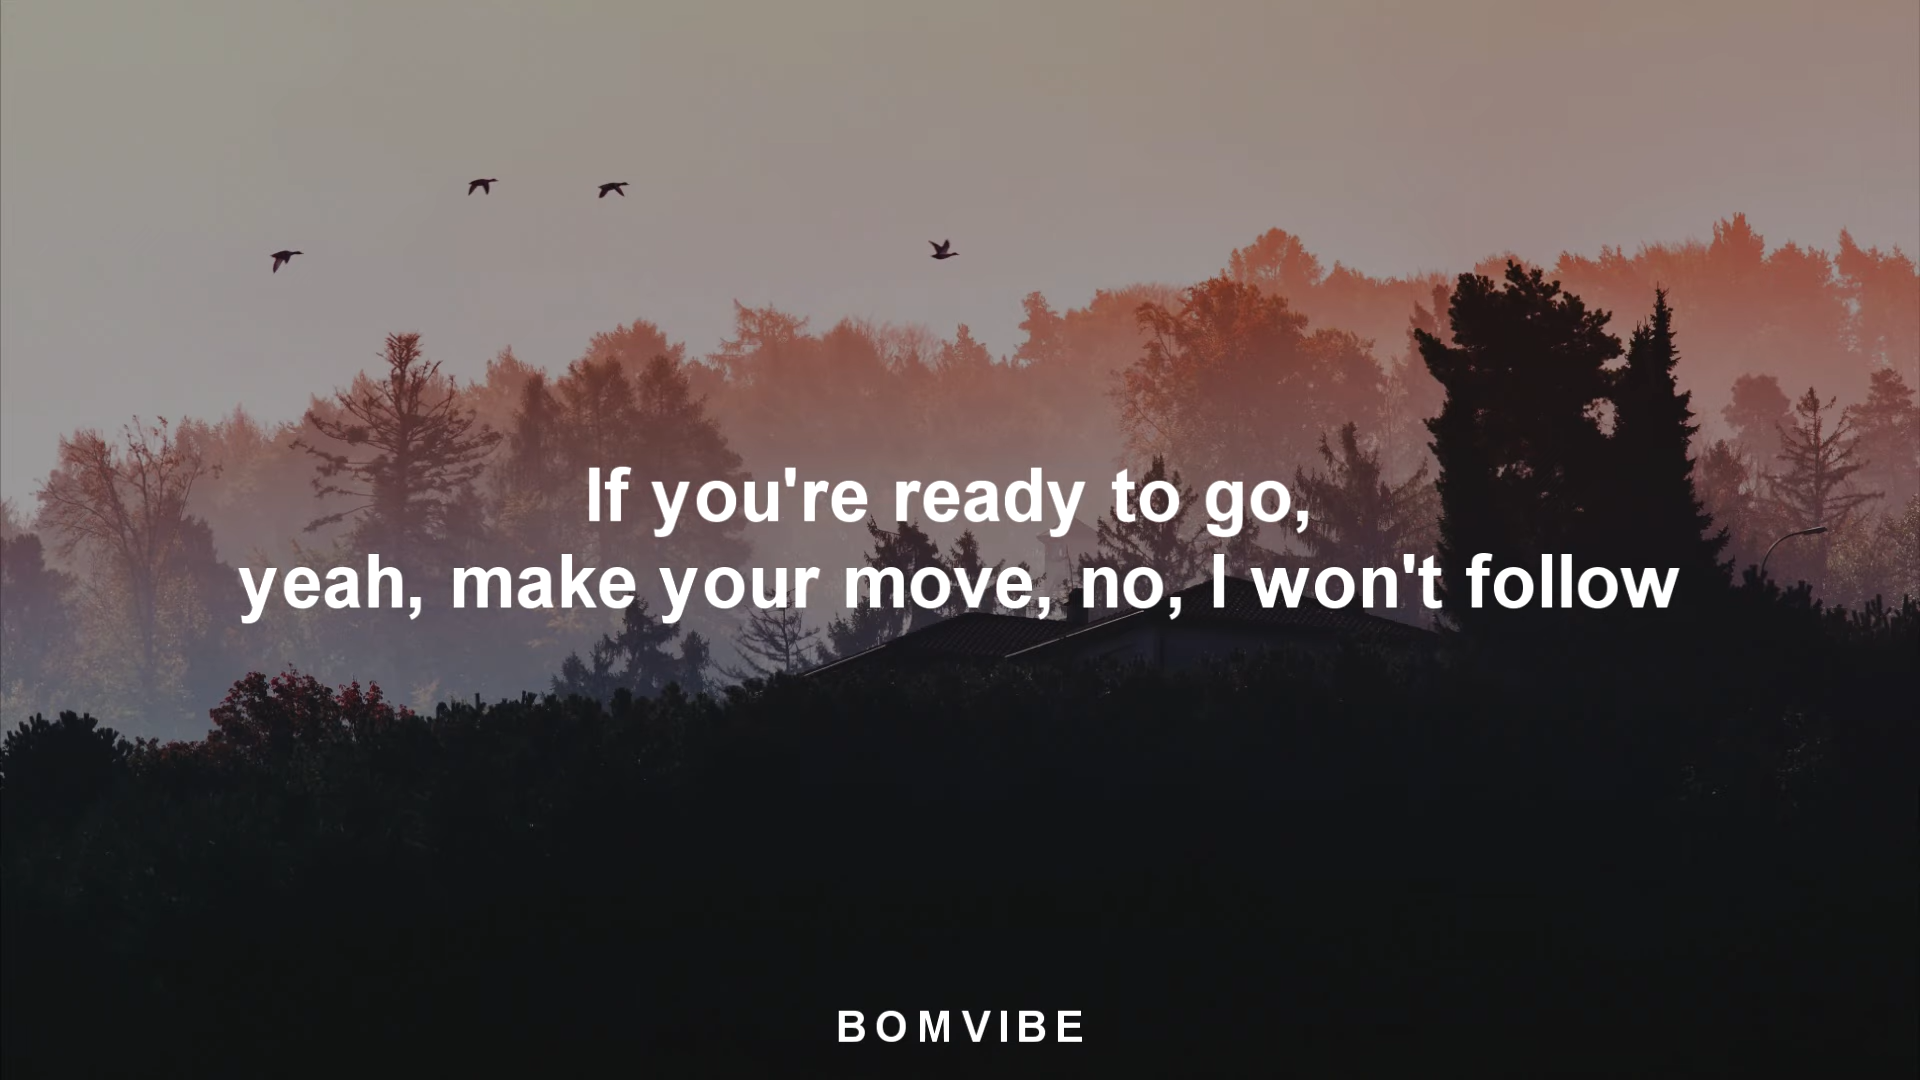 If you're ready to go,
yeah, make your move, no, I won't follow
BOMVIBE